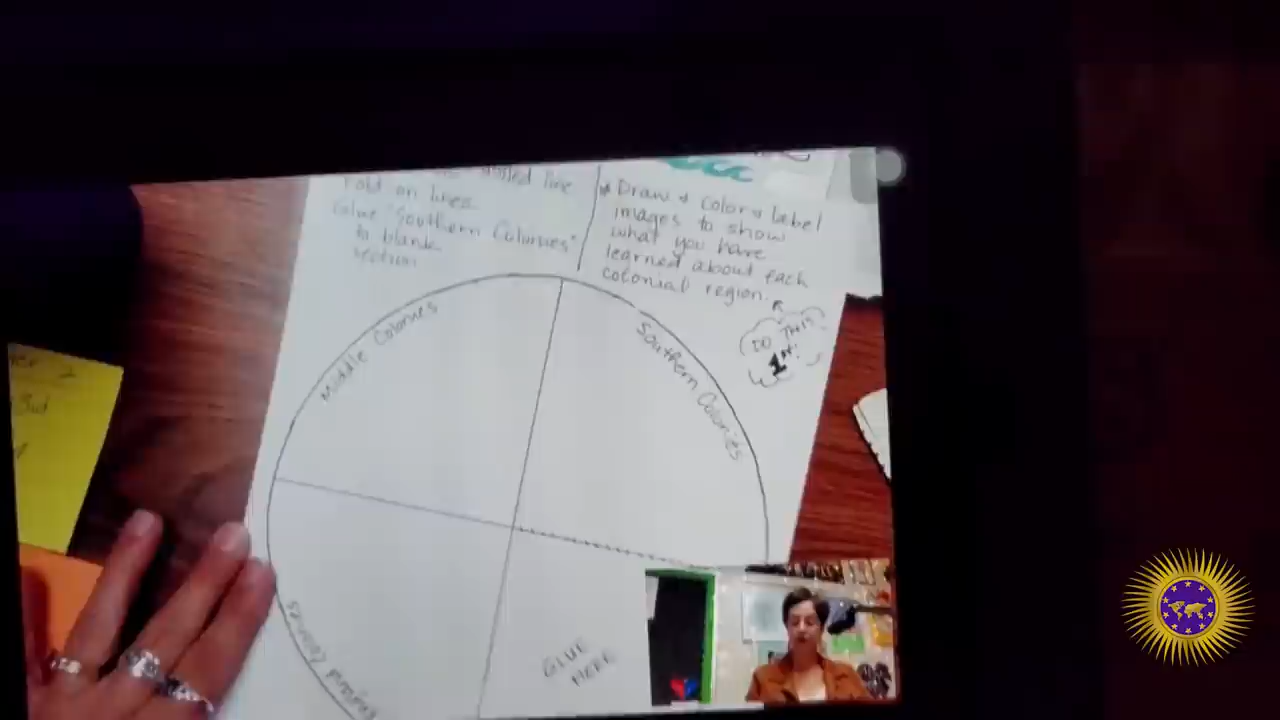 line
Fold on lines.
Glue "Southern Colonies"
to blank
section
* Draw & color & label
images to show
what you have
learned about each
colonial region.
DO THIS
1st.
Middle Colonies
Southern Colonies
GLUE
HERE